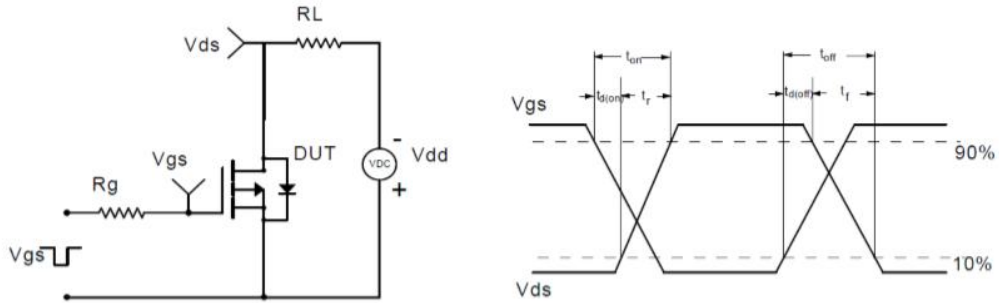 RL
Vds
Vgs
DUT
VDC
-
Vdd
+
Rg
Vgs
ton
toff
td(on)
tr
td(off)
tf
Vgs
90%
10%
Vds